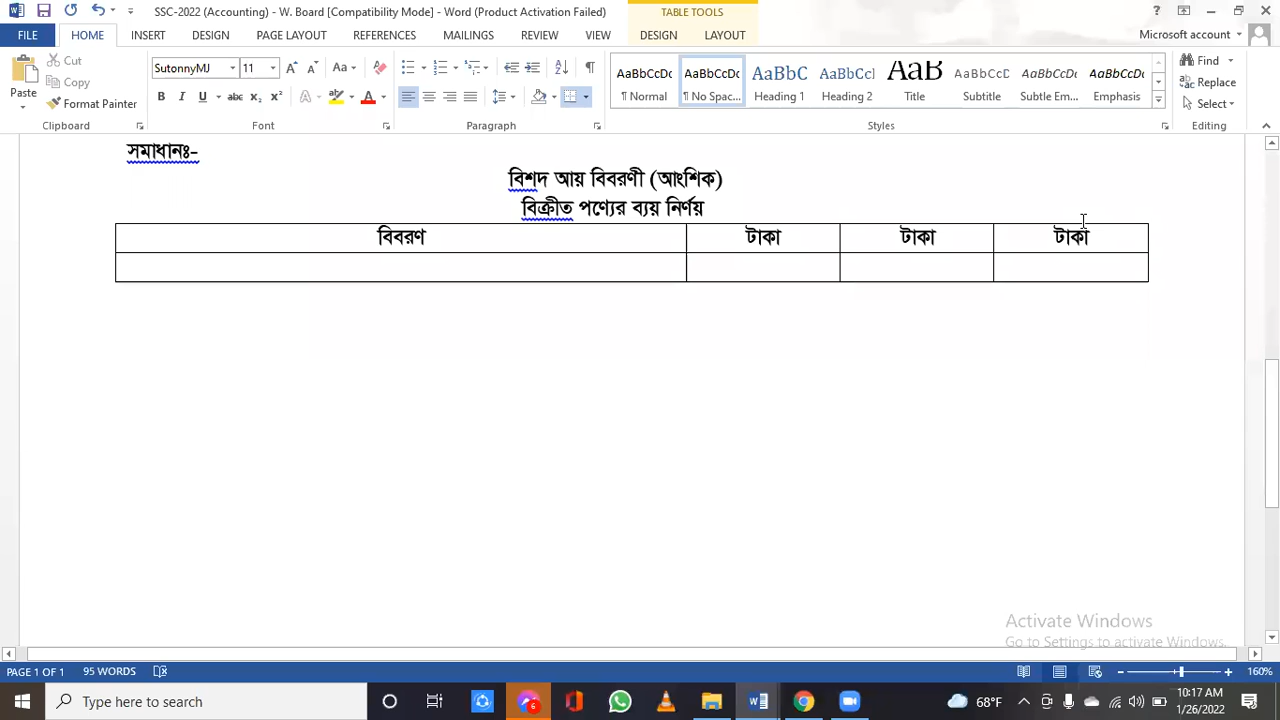 SSC-2022 (Accounting) - W. Board [Compatibility Mode] - Word (Product Activation Failed)
TABLE TOOLS
FILE HOME INSERT DESIGN PAGE LAYOUT REFERENCES MAILINGS REVIEW VIEW DESIGN LAYOUT Microsoft account
Paste
Cut
Copy
Format Painter
Clipboard
SutonnyMJ 11
Font
Paragraph
AaBbCcDc AaBbCcDc AaBbC AaBbCcI AaB AaBbCcD AaBbCcDc AaBbCcDc
¶ Normal ¶ No Spac... Heading 1 Heading 2 Title Subtitle Subtle Em... Emphasis
Styles
Find
Replace
Select
Editing
সমাধানঃ-
বিশদ আয় বিবরণী (আংশিক)
বিক্রীত পণ্যের ব্যয় নির্ণয়
বিবরণ টাকা টাকা টাকা
Activate Windows
Go to Settings to activate Windows.
PAGE 1 OF 1 95 WORDS 160%
Type here to search
6
68°F
10:17 AM
1/26/2022